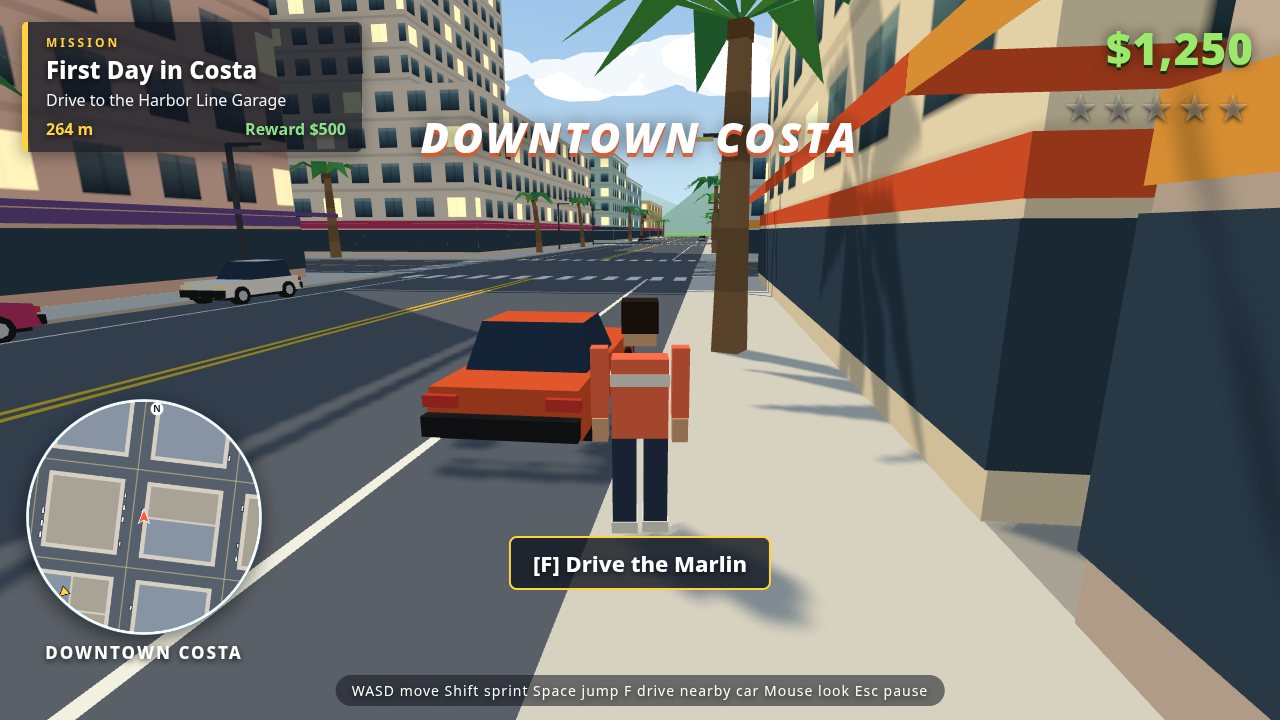 MISSION
First Day in Costa
Drive to the Harbor Line Garage
264 m
Reward $500
$1,250
DOWNTOWN COSTA
N
[F] Drive the Marlin
DOWNTOWN COSTA
WASD move Shift sprint Space jump F drive nearby car Mouse look Esc pause